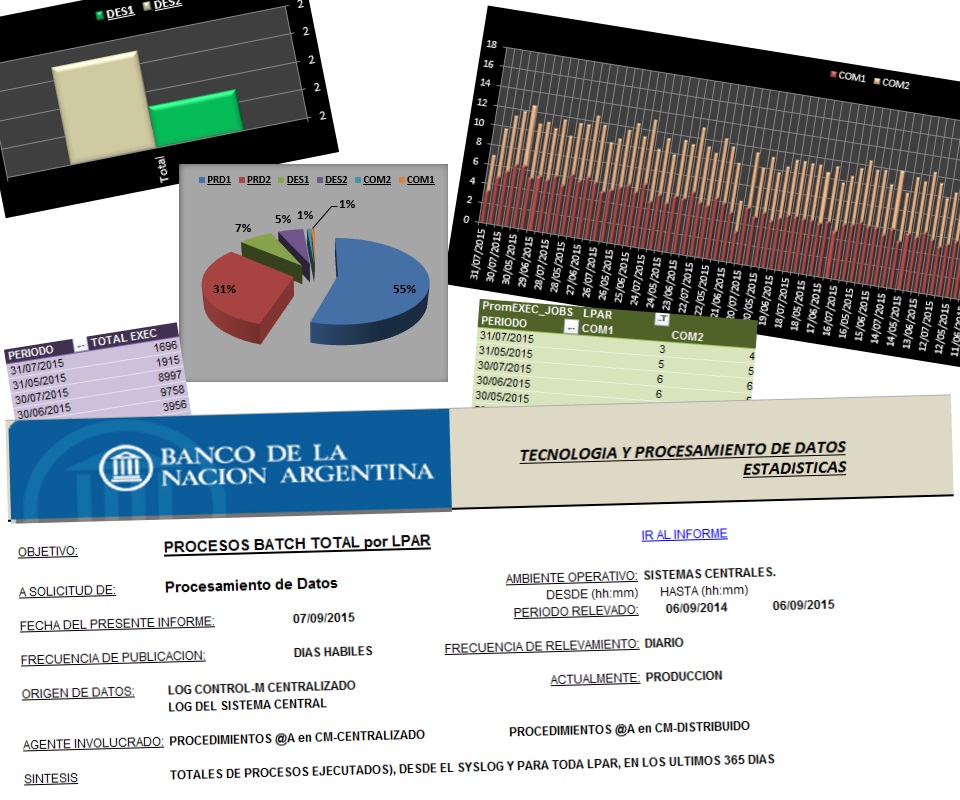 DES1 DES2
2
2
2
2
Total
18
16
14
12
10
8
6
4
2
0
COM1 COM2
31/07/2015
30/07/2015
30/05/2015
29/06/2015
28/07/2015
28/05/2015
27/06/2015
26/07/2015
26/05/2015
25/06/2015
24/07/2015
24/05/2015
23/06/2015
22/07/2015
22/05/2015
21/06/2015
20/07/2015
19/06/2015
18/07/2015
18/05/2015
17/06/2015
16/07/2015
16/05/2015
15/06/2015
14/07/2015
14/05/2015
13/06/2015
12/07/2015
12/05/2015
PRD1 PRD2 DES1 DES2 COM2 COM1
1%
1%
5%
7%
31%
55%
PERIODO TOTAL EXEC
31/07/2015 1696
31/05/2015 1915
30/07/2015 8997
30/06/2015 9758
3956
PromEXEC_JOBS LPAR
PERIODO COM1 COM2
31/07/2015 3 4
31/05/2015 5 5
30/07/2015 6 6
30/06/2015 6 6
30/05/2015 6
BANCO DE LA
NACION ARGENTINA
TECNOLOGIA Y PROCESAMIENTO DE DATOS
ESTADISTICAS
OBJETIVO: PROCESOS BATCH TOTAL por LPAR IR AL INFORME
A SOLICITUD DE: Procesamiento de Datos AMBIENTE OPERATIVO: SISTEMAS CENTRALES.
DESDE (hh:mm) HASTA (hh:mm)
FECHA DEL PRESENTE INFORME: 07/09/2015 PERIODO RELEVADO: 06/09/2014 06/09/2015
FRECUENCIA DE PUBLICACION: DIAS HABILES FRECUENCIA DE RELEVAMIENTO: DIARIO
ORIGEN DE DATOS: LOG CONTROL-M CENTRALIZADO ACTUALMENTE: PRODUCCION
LOG DEL SISTEMA CENTRAL
AGENTE INVOLUCRADO: PROCEDIMIENTOS @A en CM-CENTRALIZADO PROCEDIMIENTOS @A en CM-DISTRIBUIDO
SINTESIS TOTALES DE PROCESOS EJECUTADOS), DESDE EL SYSLOG Y PARA TODA LPAR, EN LOS ULTIMOS 365 DIAS